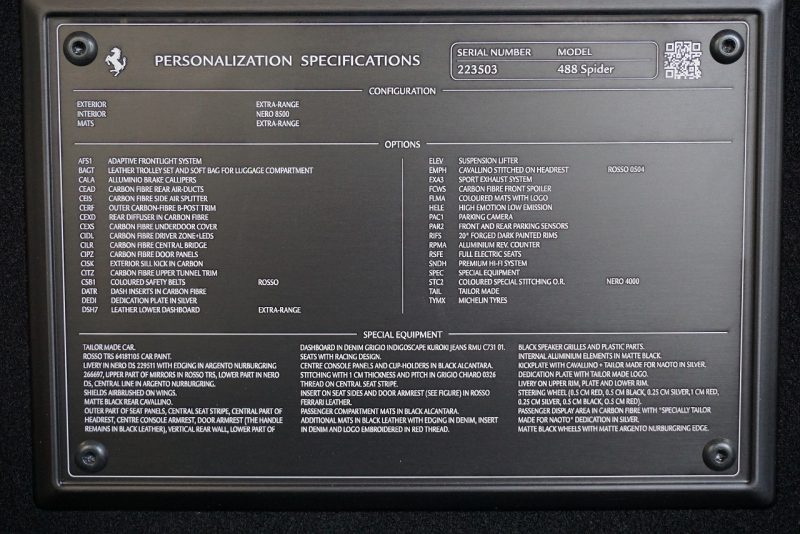 PERSONALIZATION SPECIFICATIONS
SERIAL NUMBER MODEL
223503 488 Spider
CONFIGURATION
EXTERIOR EXTRA-RANGE
INTERIOR NERO 8500
MATS EXTRA-RANGE
OPTIONS
AFS1 ADAPTIVE FRONTLIGHT SYSTEM
BAGT LEATHER TROLLEY SET AND SOFT BAG FOR LUGGAGE COMPARTMENT
CALA ALLUMINIO BRAKE CALLIPERS
CEAD CARBON FIBRE REAR AIR-DUCTS
CEBS CARBON FIBRE SIDE AIR SPLITTER
CERF OUTER CARBON-FIBRE B-POST TRIM
CEXD REAR DIFFUSER IN CARBON FIBRE
CEXS CARBON FIBRE UNDERDOOR COVER
CIDL CARBON FIBRE DRIVER ZONE+LEDS
CILR CARBON FIBRE CENTRAL BRIDGE
CIPZ CARBON FIBRE DOOR PANELS
CISK EXTERIOR SILL KICK IN CARBON
CITZ CARBON FIBRE UPPER TUNNEL TRIM
CSB1 COLOURED SAFETY BELTS ROSSO
DATR DASH INSERTS IN CARBON FIBRE
DEDI DEDICATION PLATE IN SILVER
DSH7 LEATHER LOWER DASHBOARD EXTRA-RANGE
ELEV SUSPENSION LIFTER
EMPH CAVALLINO STITCHED ON HEADREST ROSSO 0504
EXA3 SPORT EXHAUST SYSTEM
FCWS CARBON FIBRE FRONT SPOILER
FLMA COLOURED MATS WITH LOGO
HELE HIGH EMOTION LOW EMISSION
PAC1 PARKING CAMERA
PAR2 FRONT AND REAR PARKING SENSORS
RIFS 20" FORGED DARK PAINTED RIMS
RPMA ALUMINIUM REV. COUNTER
RSFE FULL ELECTRIC SEATS
SNDH PREMIUM HI-FI SYSTEM
SPEC SPECIAL EQUIPMENT
STC2 COLOURED SPECIAL STITCHING O.R. NERO 4000
TAIL TAILOR MADE
TYMX MICHELIN TYRES
SPECIAL EQUIPMENT
TAILOR MADE CAR.
ROSSO TRS 64181105 CAR PAINT.
LIVERY IN NERO DS 229511 WITH EDGING IN ARGENTO NURBURGRING
266697, UPPER PART OF MIRRORS IN ROSSO TRS, LOWER PART IN NERO
DS, CENTRAL LINE IN ARGENTO NURBURGRING.
SHIELDS AIRBRUSHED ON WINGS.
MATTE BLACK REAR CAVALLINO.
OUTER PART OF SEAT PANELS, CENTRAL SEAT STRIPE, CENTRAL PART OF
HEADREST, CENTRE CONSOLE ARMREST, DOOR ARMREST (THE HANDLE
REMAINS IN BLACK LEATHER), VERTICAL REAR WALL, LOWER PART OF
DASHBOARD IN DENIM GRIGIO INDIGOSCAPE KUROKI JEANS RMU C/31 01.
SEATS WITH RACING DESIGN.
CENTRE CONSOLE PANELS AND CUP-HOLDERS IN BLACK ALCANTARA.
STITCHING WITH 1 CM THICKNESS AND PITCH IN GRIGIO CHIARO 0326
THREAD ON CENTRAL SEAT STRIPE.
INSERT ON SEAT SIDES AND DOOR ARMREST (SEE FIGURE) IN ROSSO
FERRARI LEATHER.
PASSENGER COMPARTMENT MATS IN BLACK ALCANTARA.
ADDITIONAL MATS IN BLACK LEATHER WITH EDGING IN DENIM, INSERT
IN DENIM AND LOGO EMBROIDERED IN RED THREAD.
BLACK SPEAKER GRILLES AND PLASTIC PARTS.
INTERNAL ALUMINIUM ELEMENTS IN MATTE BLACK.
KICKPLATE WITH CAVALLINO + TAILOR MADE FOR NAOTO IN SILVER.
DEDICATION PLATE WITH TAILOR MADE LOGO.
LIVERY ON UPPER RIM, PLATE AND LOWER RIM.
STEERING WHEEL (0.5 CM RED, 0.5 CM BLACK, 0.25 CM SILVER, 1 CM RED,
0.25 CM SILVER, 0.5 CM BLACK, 0.5 CM RED).
PASSENGER DISPLAY AREA IN CARBON FIBRE WITH "SPECIALLY TAILOR
MADE FOR NAOTO" DEDICATION IN SILVER.
MATTE BLACK WHEELS WITH MATTE ARGENTO NURBURGRING EDGE.